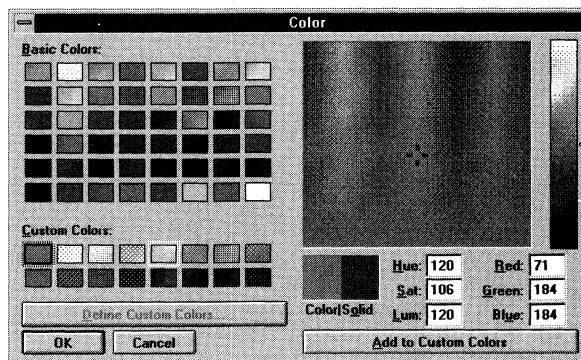 Color
Basic Colors:
Custom Colors:
Define Custom Colors...
OK
Cancel
Color|Solid
Hue: 120
Sat: 106
Lum: 120
Red: 71
Green: 184
Blue: 184
Add to Custom Colors